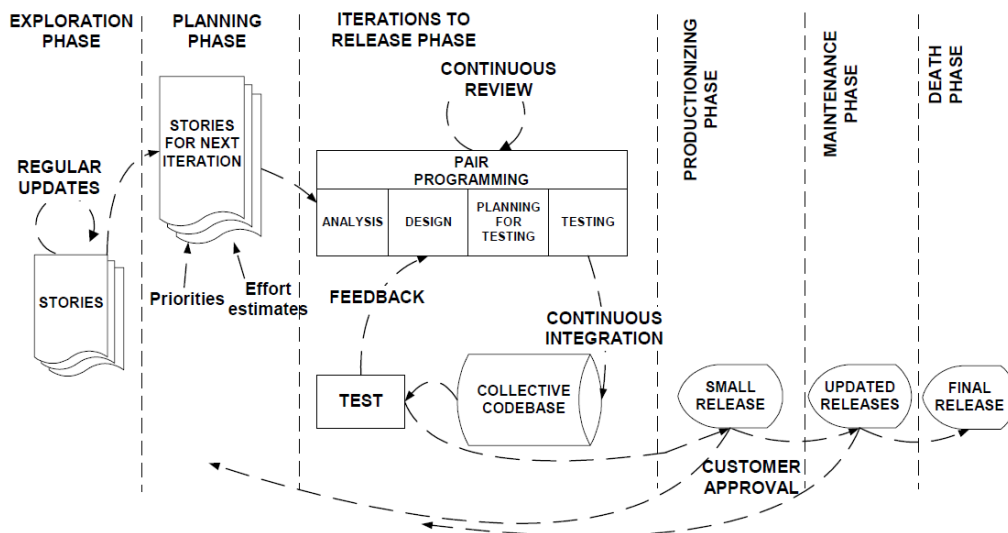 EXPLORATION
PHASE
PLANNING
PHASE
ITERATIONS TO
RELEASE PHASE
PRODUCTIONIZING
PHASE
MAINTENANCE
PHASE
DEATH
PHASE
REGULAR
UPDATES
STORIES
STORIES
FOR NEXT
ITERATION
Priorities
Effort
estimates
CONTINUOUS
REVIEW
PAIR
PROGRAMMING
ANALYSIS
DESIGN
PLANNING
FOR
TESTING
TESTING
FEEDBACK
CONTINUOUS
INTEGRATION
TEST
COLLECTIVE
CODEBASE
SMALL
RELEASE
UPDATED
RELEASES
FINAL
RELEASE
CUSTOMER
APPROVAL